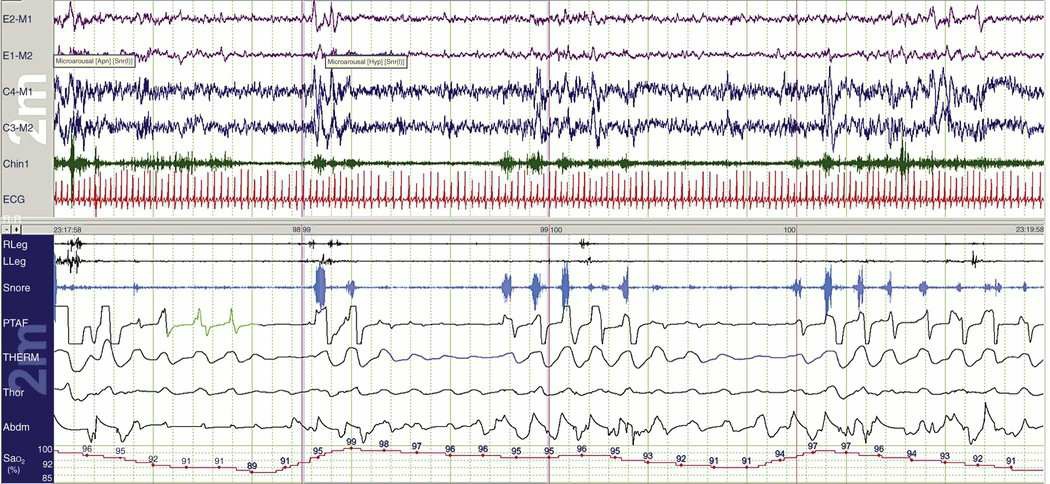 E2-M1
E1-M2
Microarousal [Apn] [Snr(I)]
Microarousal [Hyp] [Snr(I)]
C4-M1
C3-M2
2m
Chin1
ECG
23:17:58 98 99 99 100 100 23:19:58
RLeg
LLeg
Snore
PTAF
THERM
2m
Thor
Abdm
Sao2
(%)
100
92
85
96 95 92 91 91 89 91 95 99 98 97 96 96 95 95 96 95 93 92 91 91 94 97 97 96 94 93 92 91